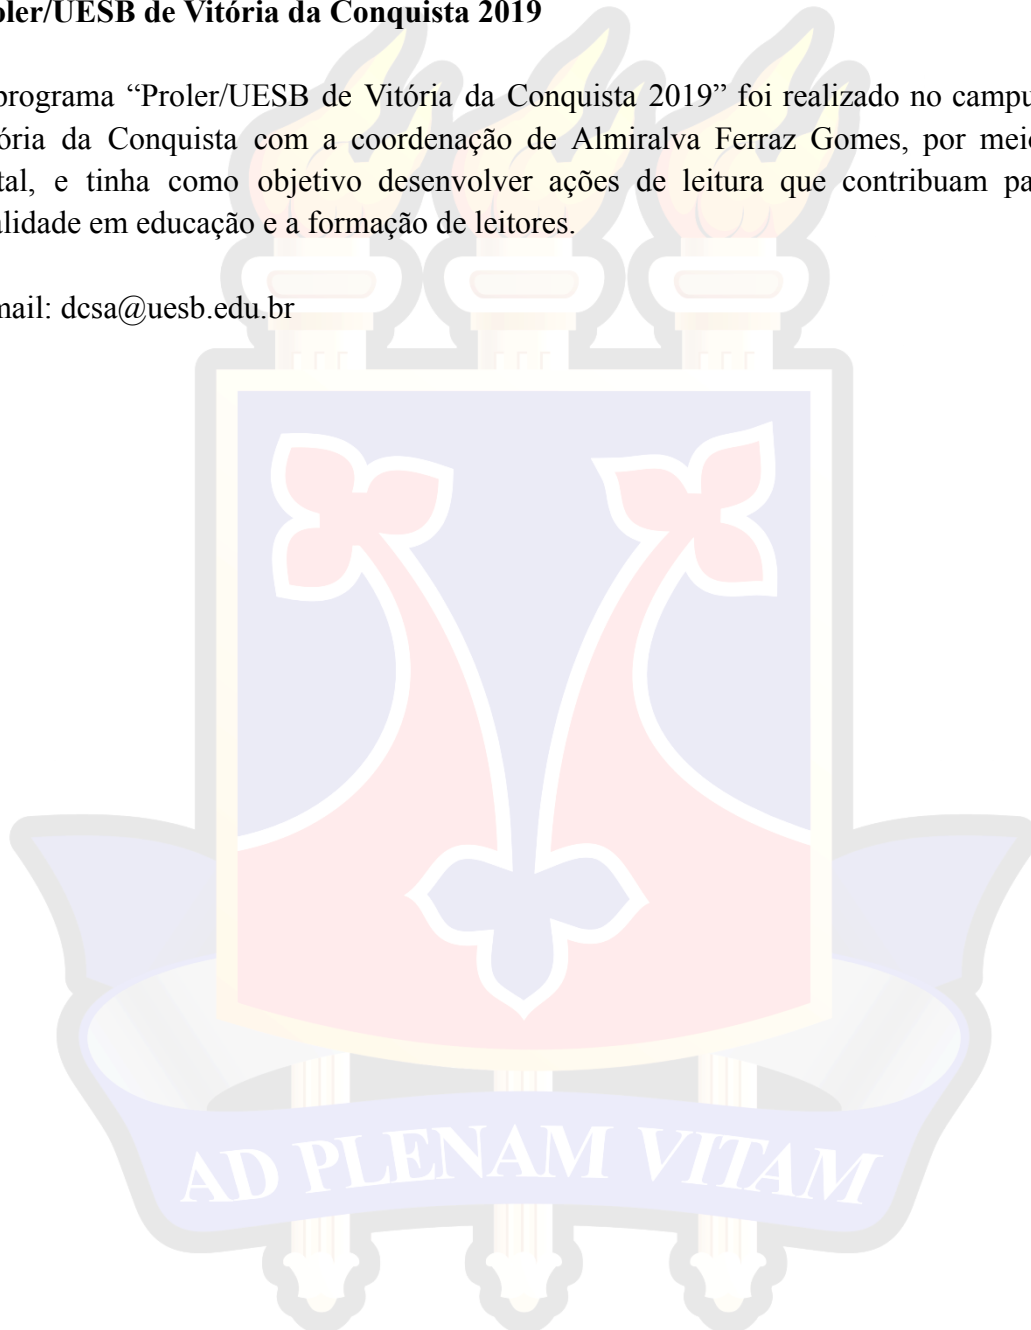 oler/UESB de Vitória da Conquista 2019
programa “Proler/UESB de Vitória da Conquista 2019” foi realizado no campu
ória da Conquista com a coordenação de Almiralva Ferraz Gomes, por meio
tal, e tinha como objetivo desenvolver ações de leitura que contribuam pa
alidade em educação e a formação de leitores.
mail: dcsa@uesb.edu.br
AD PLENAM VITAM